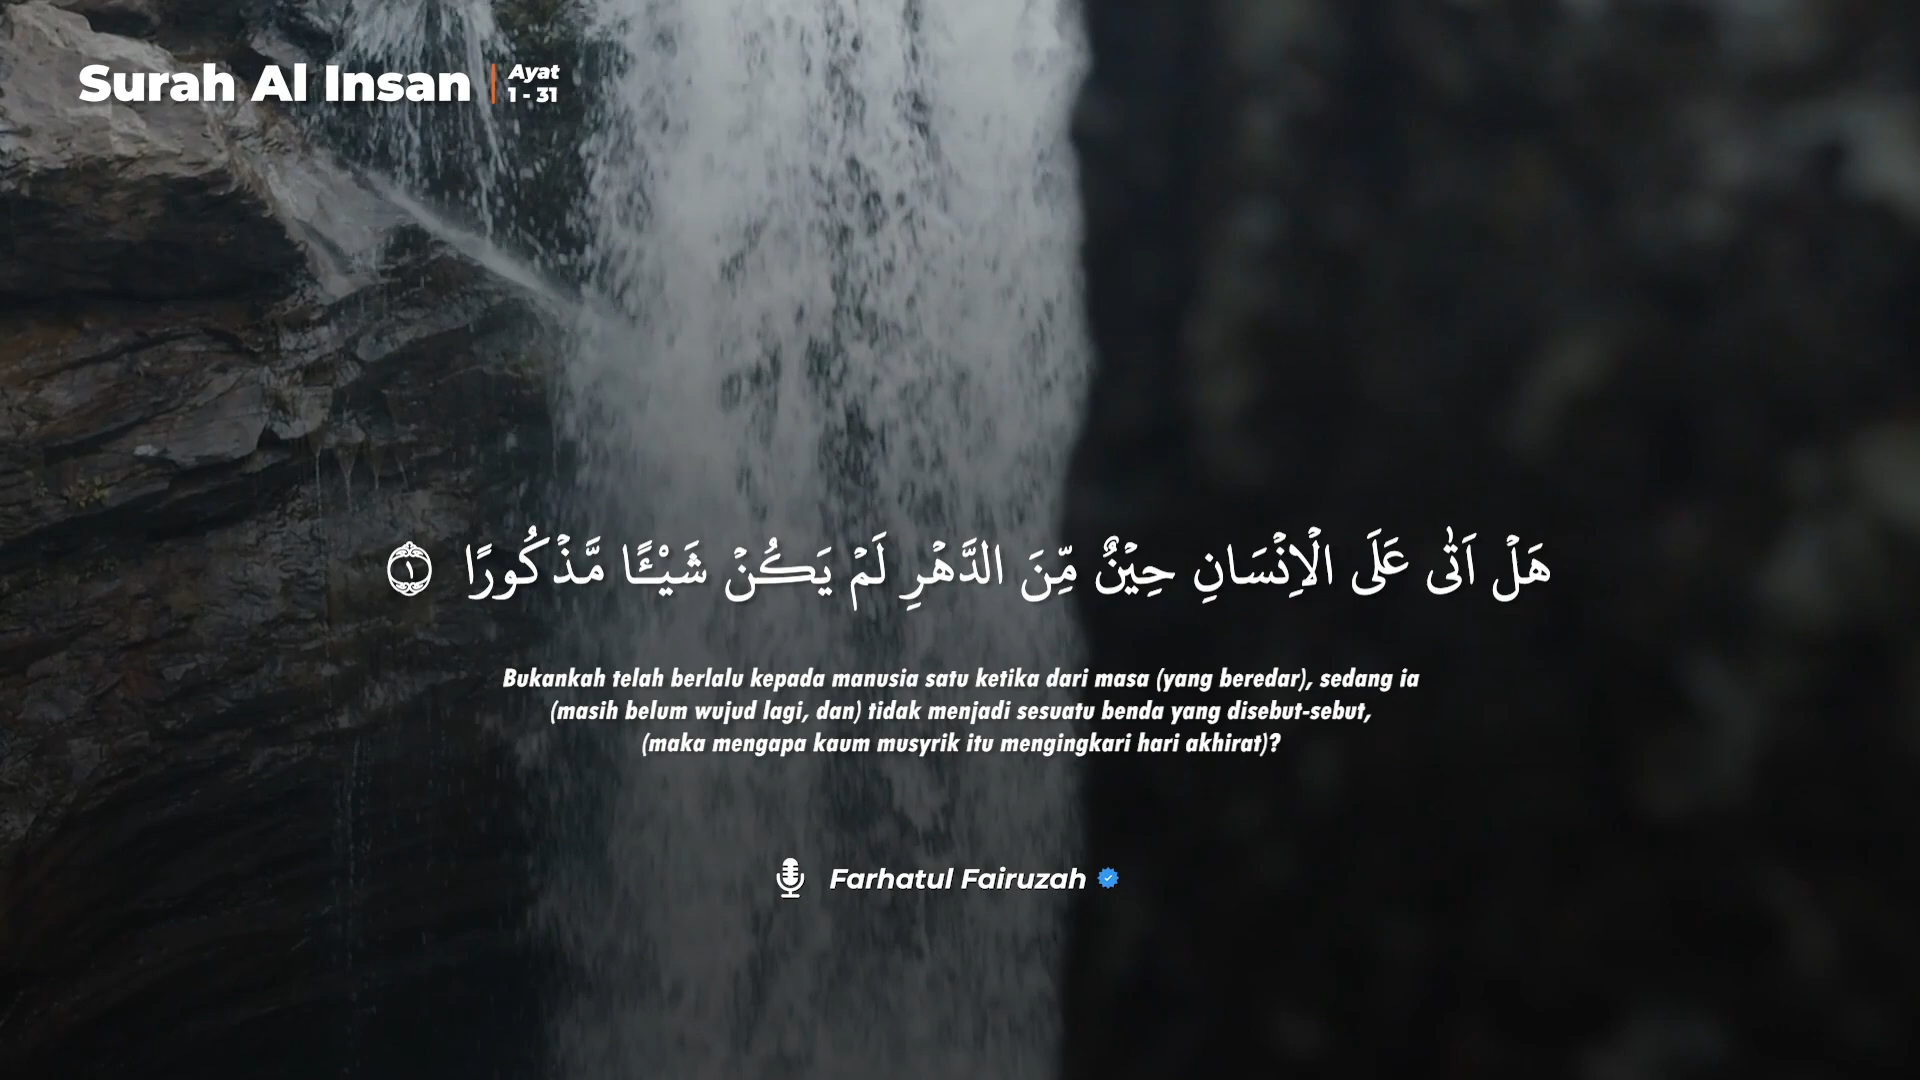 Surah Al Insan
Ayat
1 - 31
هَلْ اَتٰى عَلَى الْاِنْسَانِ حِيْنٌ مِّنَ الدَّهْرِ لَمْ يَكُنْ شَيْـًٔا مَّذْكُورًا ١
Bukankah telah berlalu kepada manusia satu ketika dari masa (yang beredar), sedang ia
(masih belum wujud lagi, dan) tidak menjadi sesuatu benda yang disebut-sebut,
(maka mengapa kaum musyrik itu mengingkari hari akhirat)?
Farhatul Fairuzah